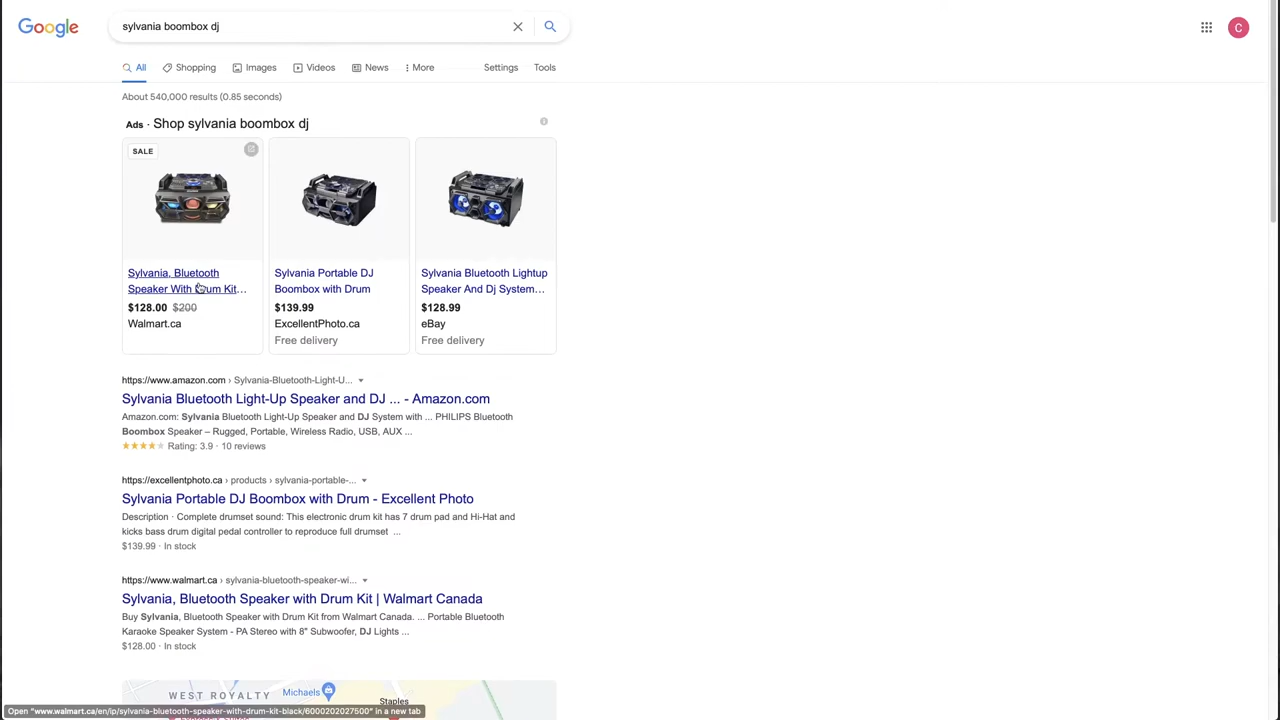 Google
sylvania boombox dj
C
All
Shopping
Images
Videos
News
More
Settings
Tools
About 540,000 results (0.85 seconds)
Ads · Shop sylvania boombox dj
SALE
Sylvania, Bluetooth
Speaker With Drum Kit...
$128.00 $200
Walmart.ca
Sylvania Portable DJ
Boombox with Drum
$139.99
ExcellentPhoto.ca
Free delivery
Sylvania Bluetooth Lightup
Speaker And Dj System...
$128.99
eBay
Free delivery
https://www.amazon.com › Sylvania-Bluetooth-Light-U...
Sylvania Bluetooth Light-Up Speaker and DJ ... - Amazon.com
Amazon.com: Sylvania Bluetooth Light-Up Speaker and DJ System with ... PHILIPS Bluetooth
Boombox Speaker – Rugged, Portable, Wireless Radio, USB, AUX ...
Rating: 3.9 · 10 reviews
https://excellentphoto.ca › products › sylvania-portable-...
Sylvania Portable DJ Boombox with Drum - Excellent Photo
Description · Complete drumset sound: This electronic drum kit has 7 drum pad and Hi-Hat and
kicks bass drum digital pedal controller to reproduce full drumset ...
$139.99 · In stock
https://www.walmart.ca › sylvania-bluetooth-speaker-wi...
Sylvania, Bluetooth Speaker with Drum Kit | Walmart Canada
Buy Sylvania, Bluetooth Speaker with Drum Kit from Walmart Canada. ... Portable Bluetooth
Karaoke Speaker System - PA Stereo with 8" Subwoofer, DJ Lights ...
$128.00 · In stock
WEST ROYALTY
Michaels
Staples
Open "www.walmart.ca/en/ip/sylvania-bluetooth-speaker-with-drum-kit-black/6000202027500" in a new tab